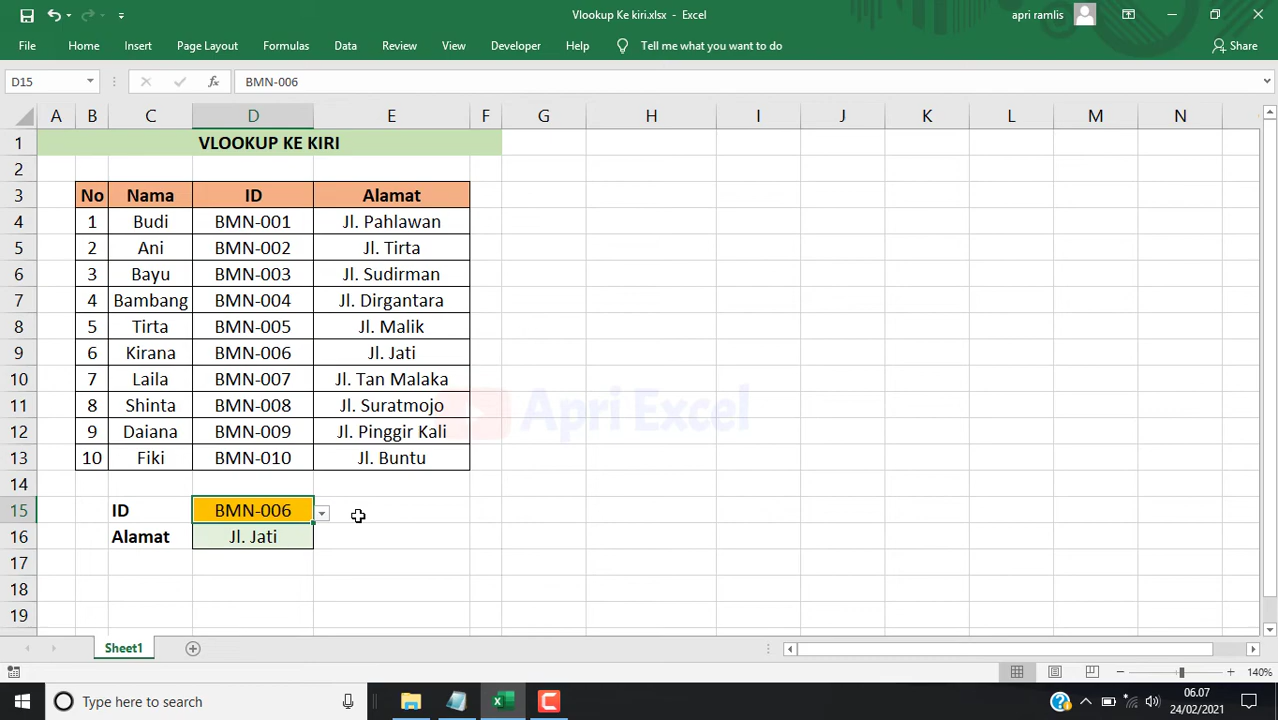 Vlookup Ke kiri.xlsx - Excel
apri ramlis
File Home Insert Page Layout Formulas Data Review View Developer Help Tell me what you want to do Share
D15 fx BMN-006
A B C D E F G H I J K L M N
1 VLOOKUP KE KIRI
2
3 No Nama ID Alamat
4 1 Budi BMN-001 Jl. Pahlawan
5 2 Ani BMN-002 Jl. Tirta
6 3 Bayu BMN-003 Jl. Sudirman
7 4 Bambang BMN-004 Jl. Dirgantara
8 5 Tirta BMN-005 Jl. Malik
9 6 Kirana BMN-006 Jl. Jati
10 7 Laila BMN-007 Jl. Tan Malaka
11 8 Shinta BMN-008 Jl. Suratmojo
Apri Excel
12 9 Daiana BMN-009 Jl. Pinggir Kali
13 10 Fiki BMN-010 Jl. Buntu
14
15 ID BMN-006
16 Alamat Jl. Jati
17
18
19
Sheet1
140%
Type here to search
06.07
24/02/2021